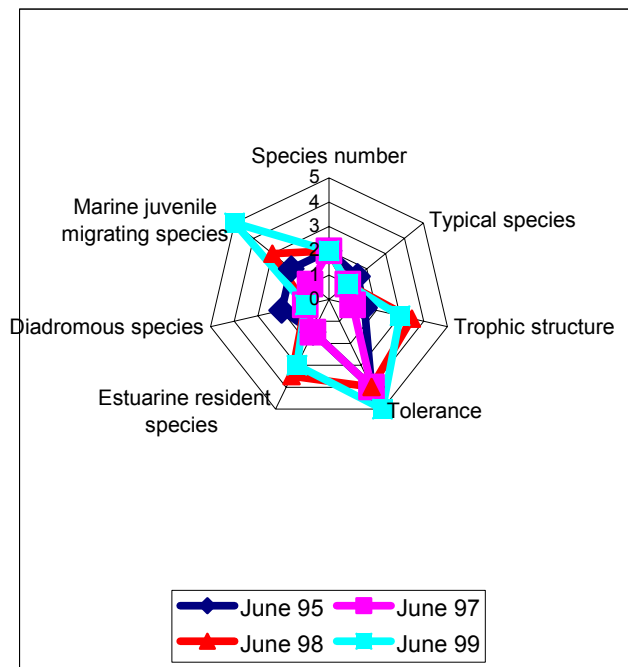 Species number
5
4
3
2
1
0
Typical species
Trophic structure
Tolerance
Estuarine resident
species
Diadromous species
Marine juvenile
migrating species
June 95
June 97
June 98
June 99